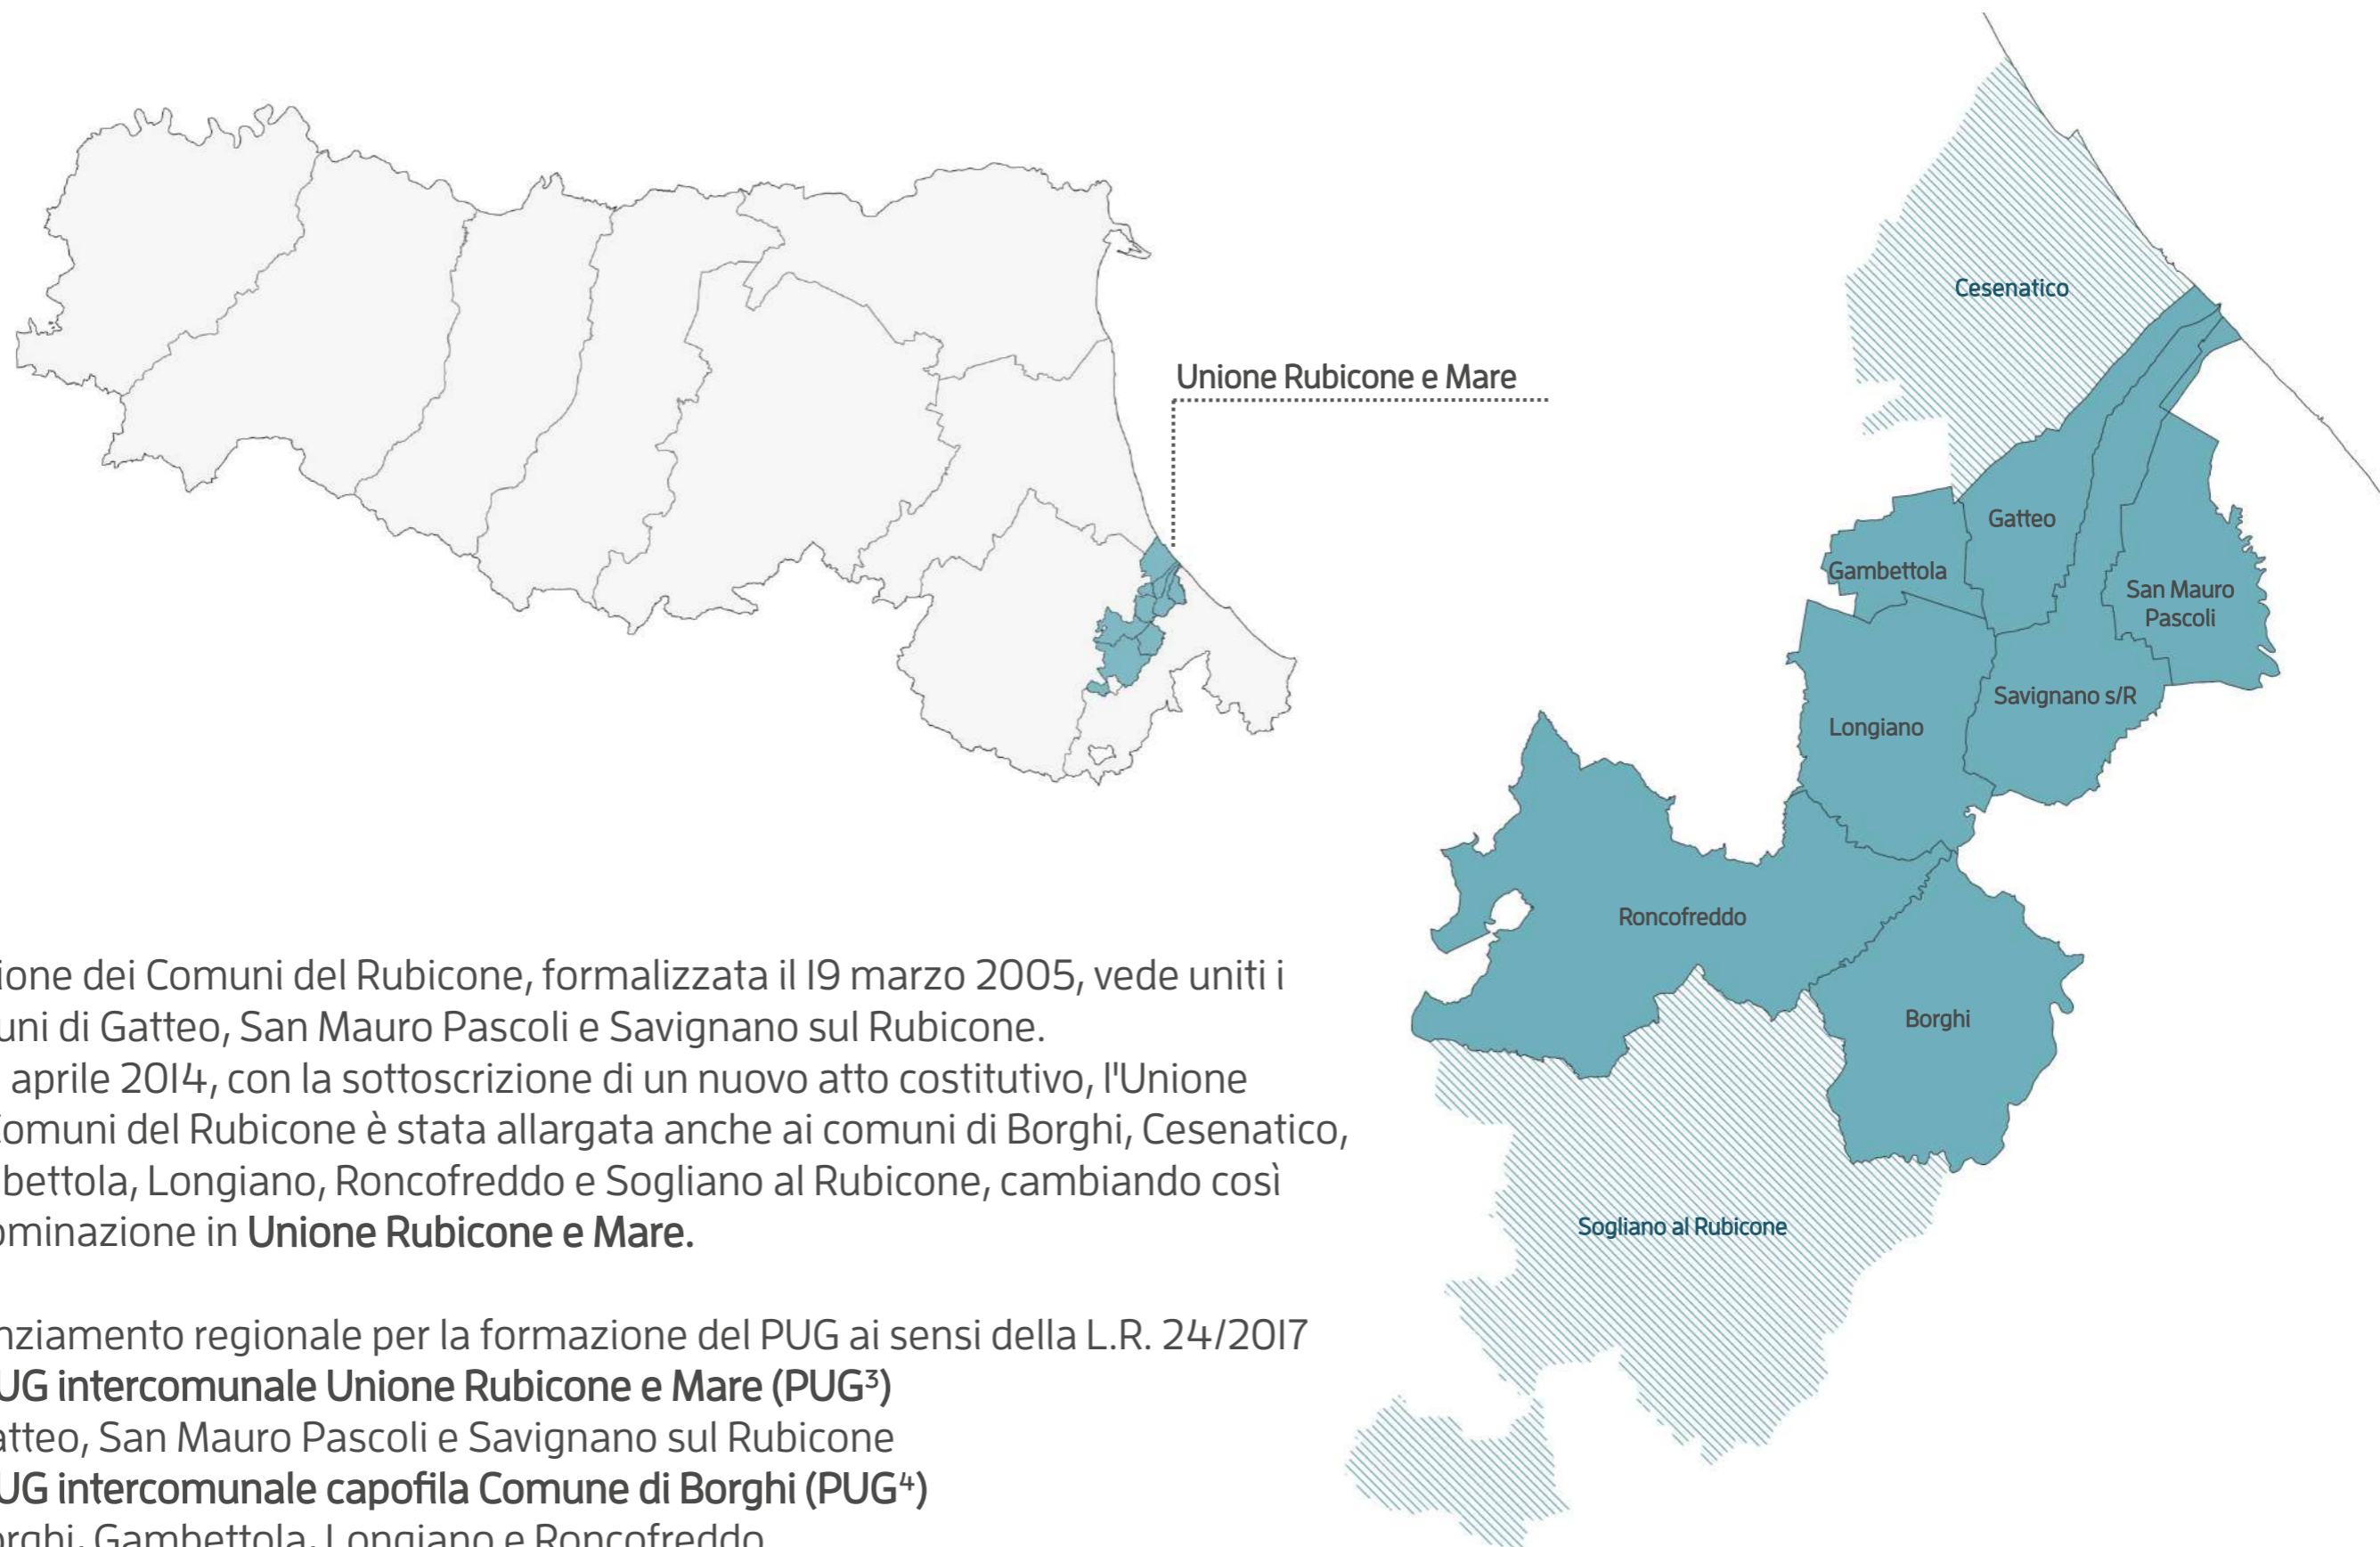 Unione Rubicone e Mare
Cesenatico
Gatteo
Gambettola
San Mauro
Pascoli
Savignano s/R
Longiano
Roncofreddo
Borghi
Sogliano al Rubicone
ione dei Comuni del Rubicone, formalizzata il 19 marzo 2005, vede uniti i
uni di Gatteo, San Mauro Pascoli e Savignano sul Rubicone.
aprile 2014, con la sottoscrizione di un nuovo atto costitutivo, l'Unione
Comuni del Rubicone è stata allargata anche ai comuni di Borghi, Cesenatico,
bettola, Longiano, Roncofreddo e Sogliano al Rubicone, cambiando così
ominazione in Unione Rubicone e Mare.
nziamento regionale per la formazione del PUG ai sensi della L.R. 24/2017
UG intercomunale Unione Rubicone e Mare (PUG³)
atteo, San Mauro Pascoli e Savignano sul Rubicone
UG intercomunale capofila Comune di Borghi (PUG⁴)
orghi, Gambettola, Longiano e Roncofreddo